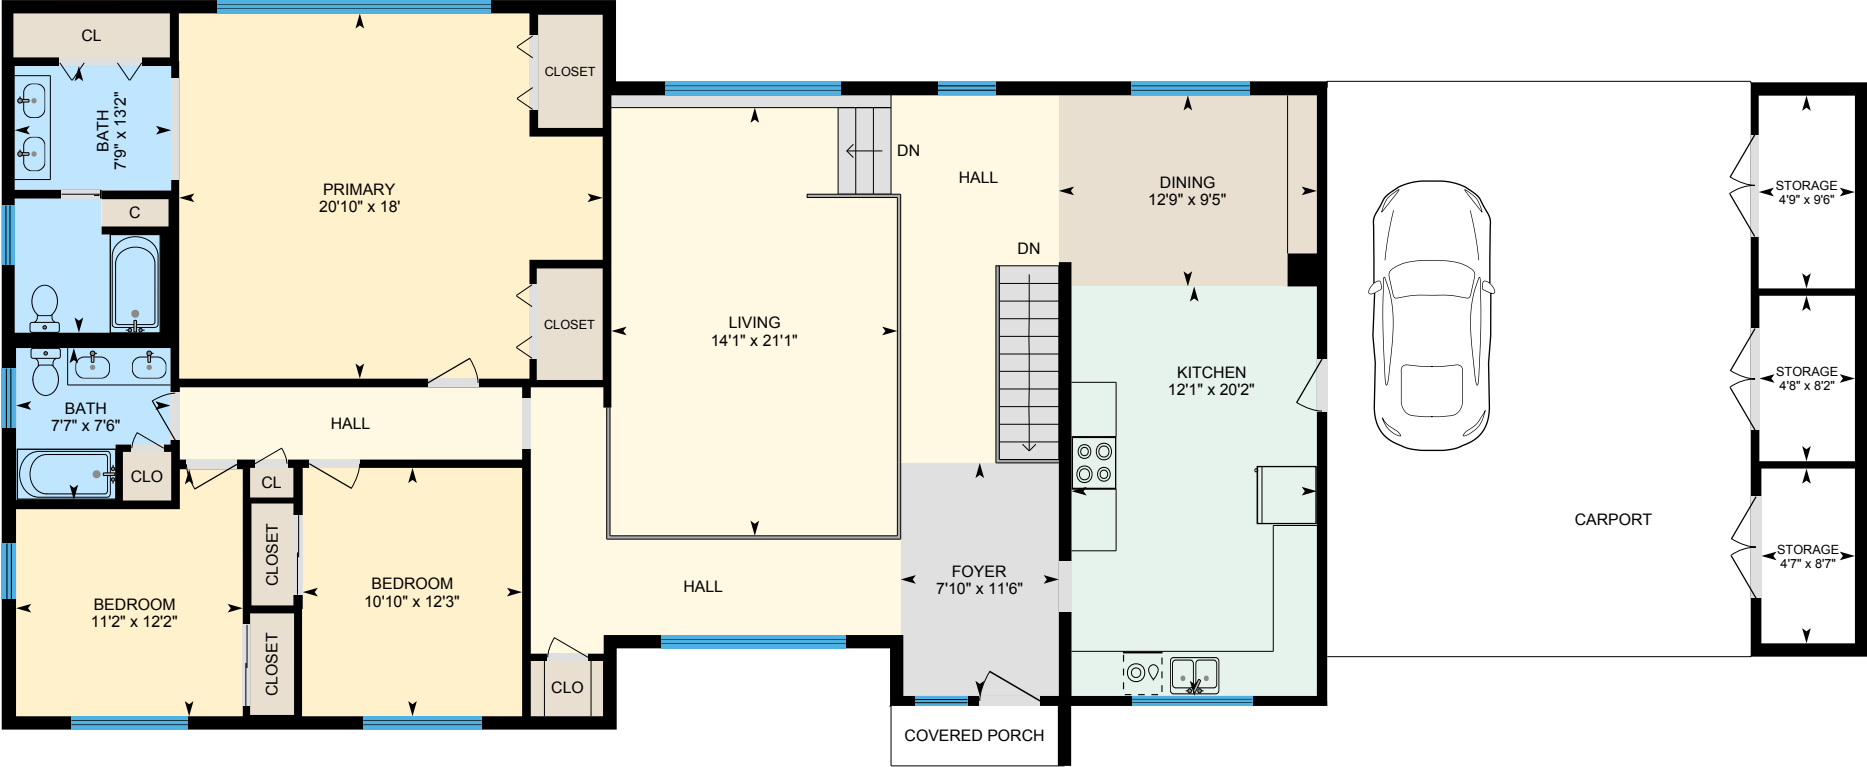 CL
BATH
7'9" x 13'2"
C
PRIMARY
20'10" x 18'
CLOSET
CLOSET
DN
HALL
DINING
12'9" x 9'5"
DN
LIVING
14'1" x 21'1"
KITCHEN
12'1" x 20'2"
STORAGE
4'9" x 9'6"
STORAGE
4'8" x 8'2"
STORAGE
4'7" x 8'7"
CARPORT
BATH
7'7" x 7'6"
HALL
CLO
CL
CLOSET
CLOSET
BEDROOM
11'2" x 12'2"
BEDROOM
10'10" x 12'3"
HALL
FOYER
7'10" x 11'6"
CLO
COVERED PORCH